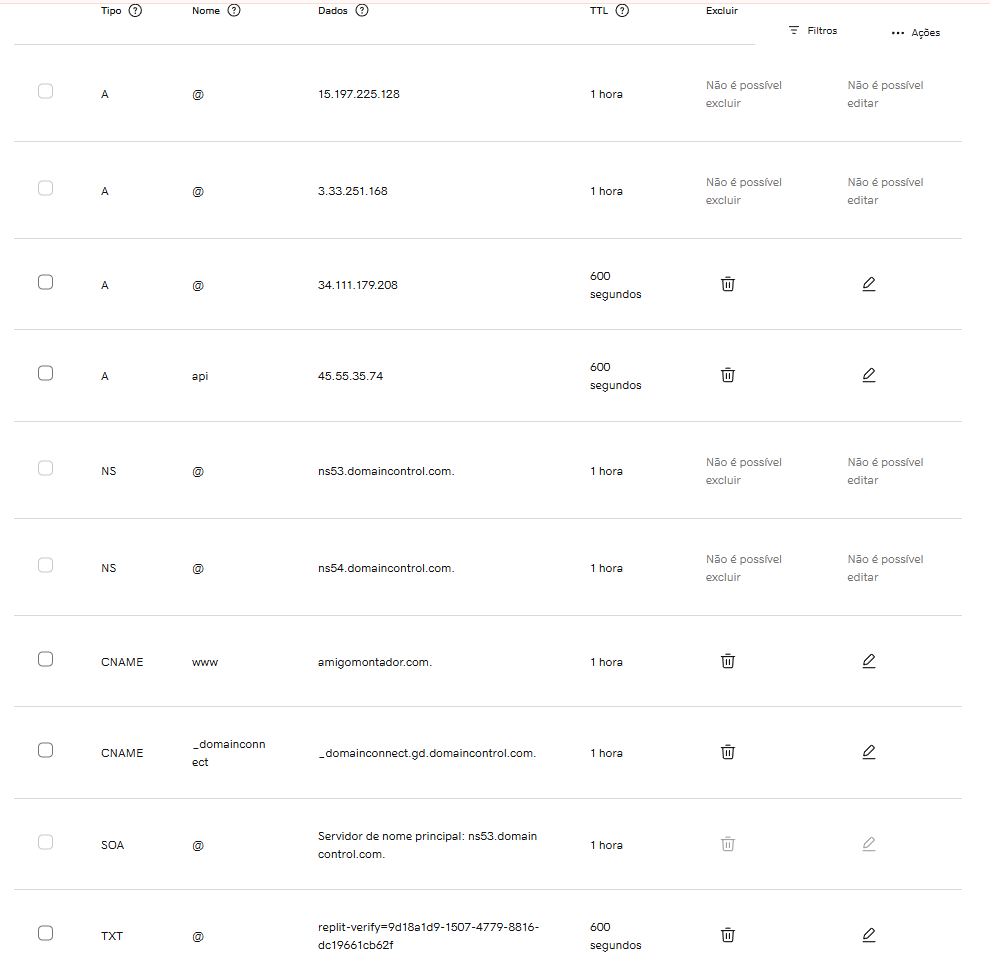 Tipo ? Nome ? Dados ? TTL ? Excluir
Filtros ··· Ações
A @ 15.197.225.128 1 hora Não é possível excluir Não é possível editar
A @ 3.33.251.168 1 hora Não é possível excluir Não é possível editar
A @ 34.111.179.208 600 segundos
A api 45.55.35.74 600 segundos
NS @ ns53.domaincontrol.com. 1 hora Não é possível excluir Não é possível editar
NS @ ns54.domaincontrol.com. 1 hora Não é possível excluir Não é possível editar
CNAME www amigomontador.com. 1 hora
CNAME _domainconnect _domainconnect.gd.domaincontrol.com. 1 hora
SOA @ Servidor de nome principal: ns53.domaincontrol.com. 1 hora
TXT @ replit-verify=9d18a1d9-1507-4779-8816-dc19661cb62f 600 segundos